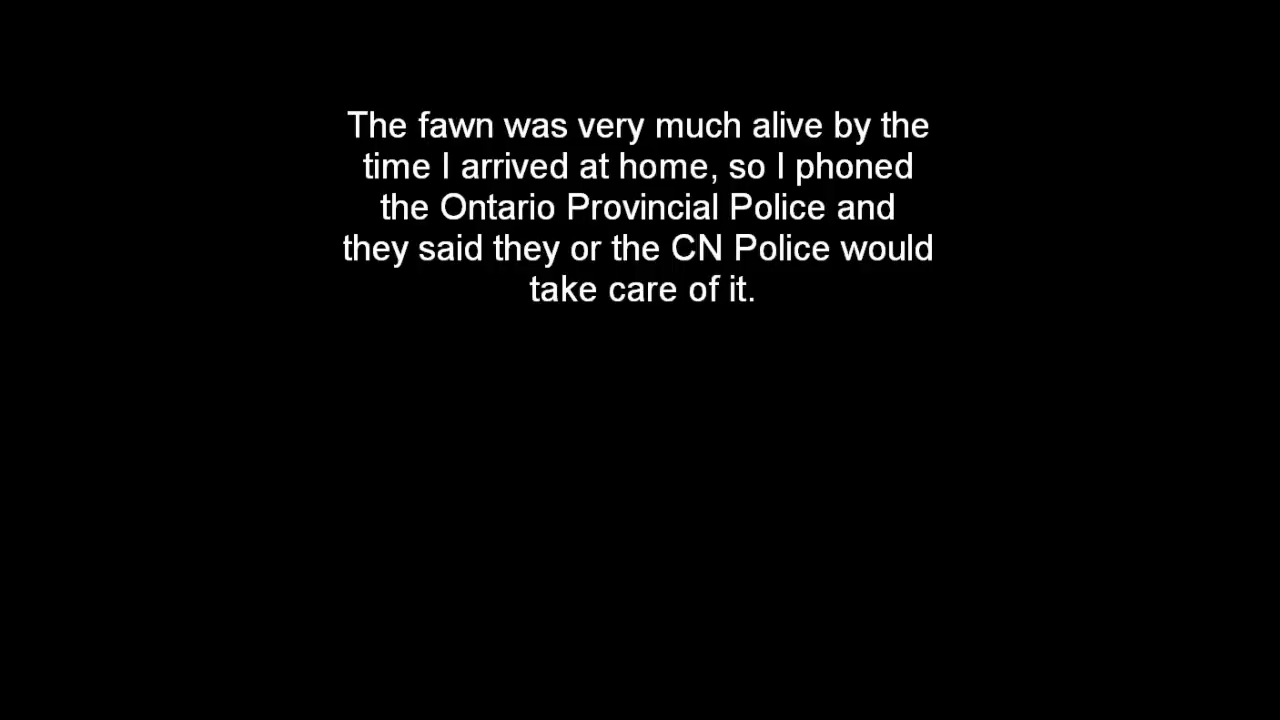 The fawn was very much alive by the
time I arrived at home, so I phoned
the Ontario Provincial Police and
they said they or the CN Police would
take care of it.